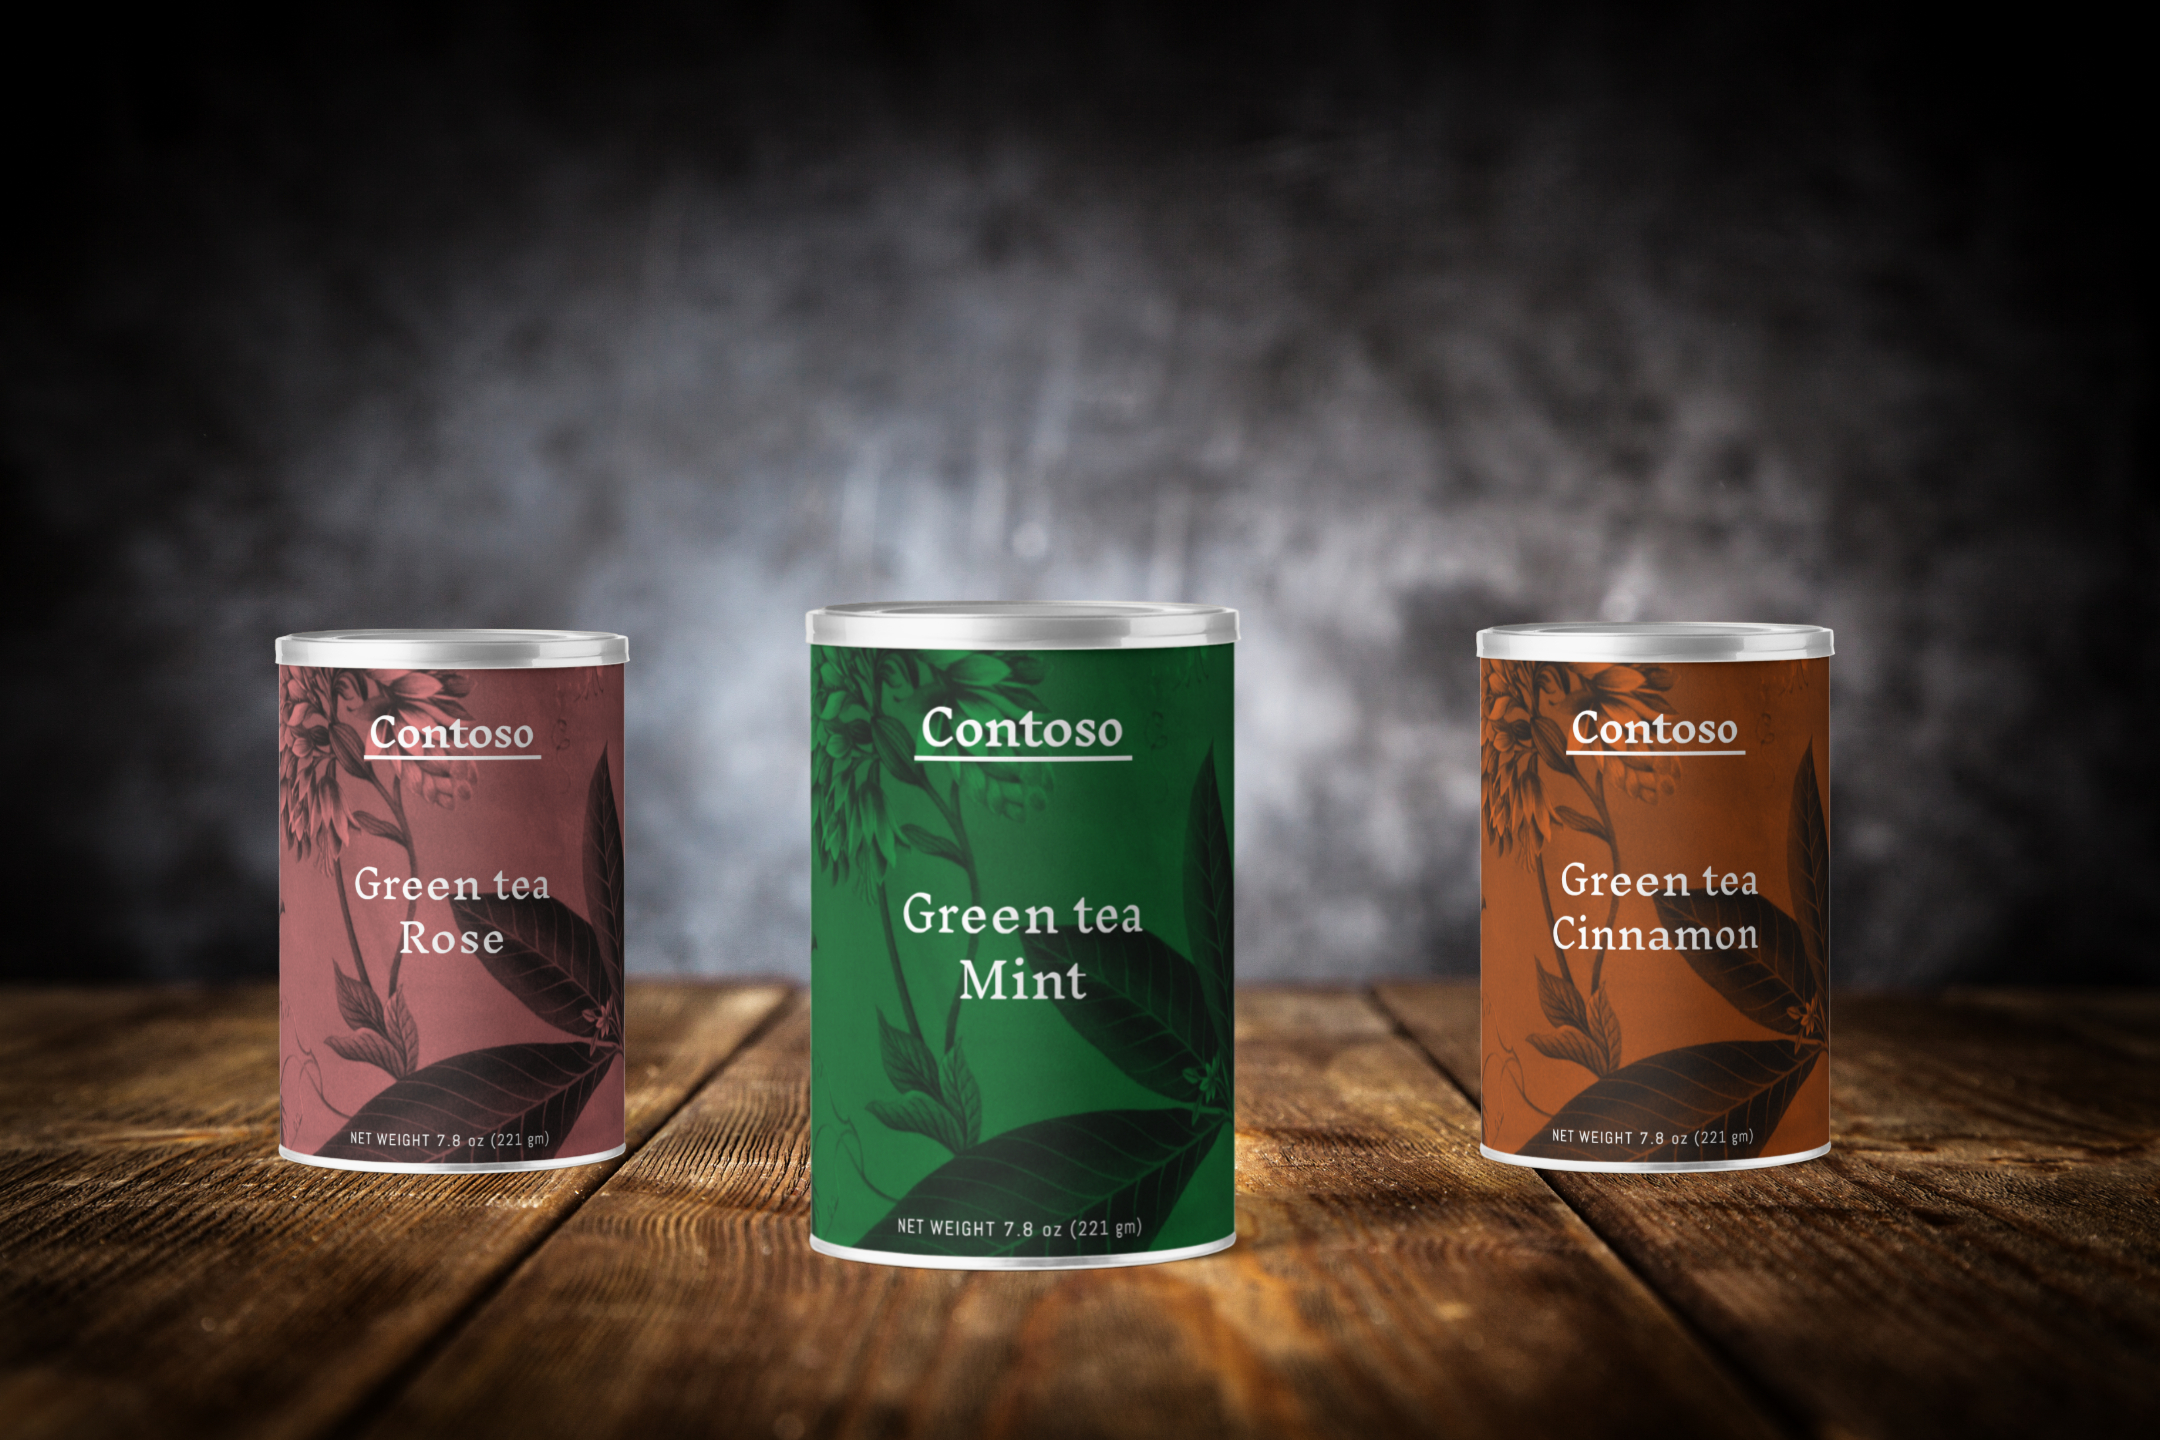 Contoso
Green tea
Rose
NET WEIGHT 7.8 oz (221 gm)
Contoso
Green tea
Mint
NET WEIGHT 7.8 oz (221 gm)
Contoso
Green tea
Cinnamon
NET WEIGHT 7.8 oz (221 gm)